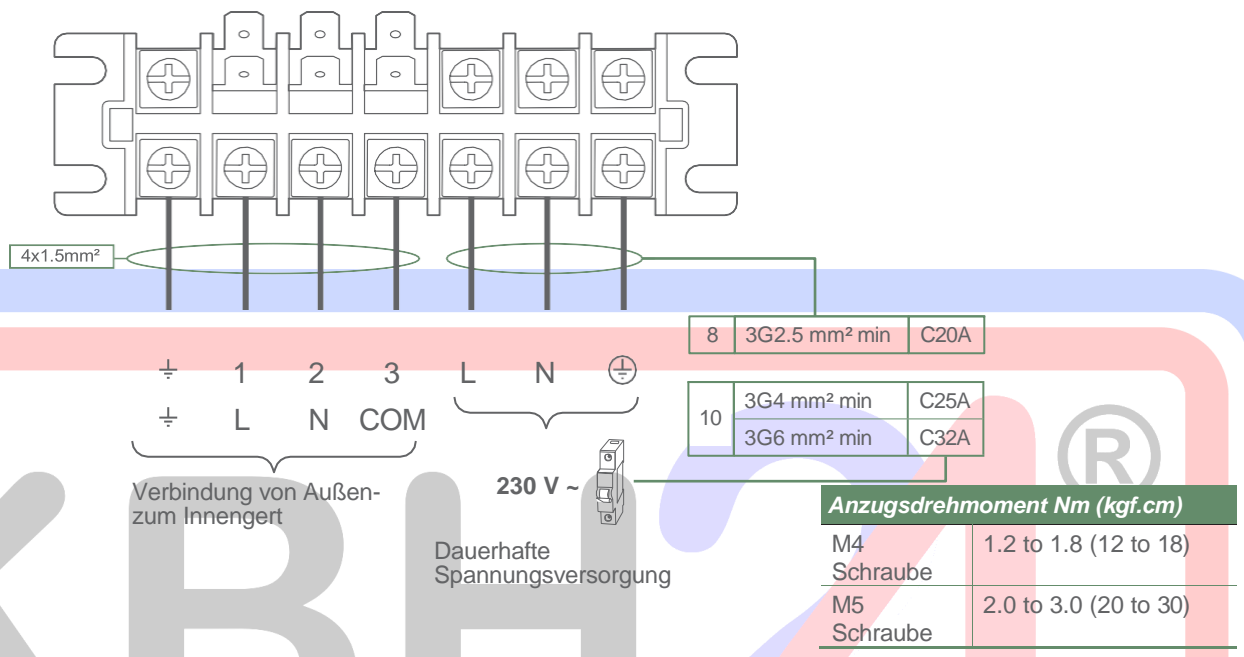 4x1.5mm²
8 3G2.5 mm² min C20A
1 2 3 L N
L N COM
10 3G4 mm² min C25A
3G6 mm² min C32A
Verbindung von Außen-
zum Innengert
230 V ~
Dauerhafte
Spannungsversorgung
Anzugsdrehmoment Nm (kgf.cm)
M4 1.2 to 1.8 (12 to 18)
Schraube
M5 2.0 to 3.0 (20 to 30)
Schraube
KBH24®